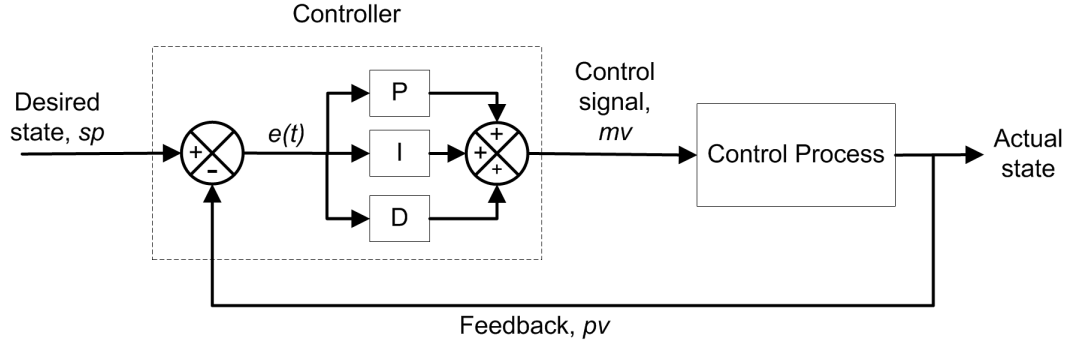 Controller
Desired
state, sp
+
-
e(t)
P
I
D
+
+
+
Control
signal,
mv
Control Process
Actual
state
Feedback, pv